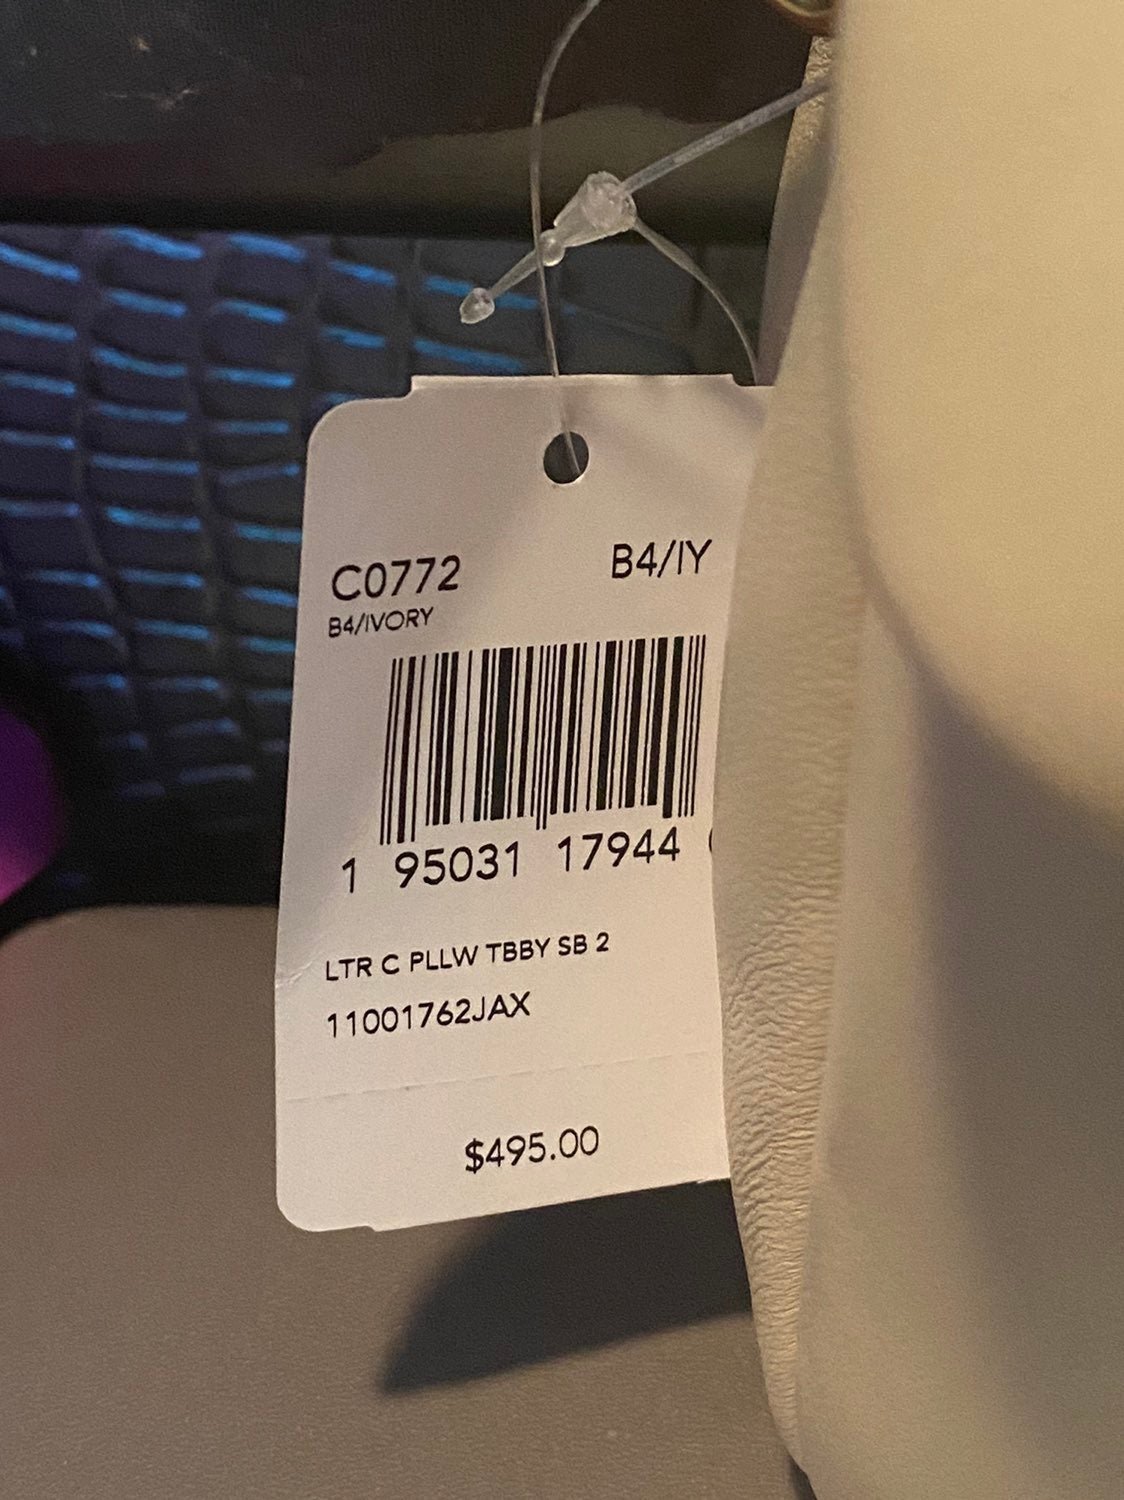 C0772 B4/IY
B4/IVORY
1 95031 17944
LTR C PLLW TBBY SB 2
11001762JAX
$495.00